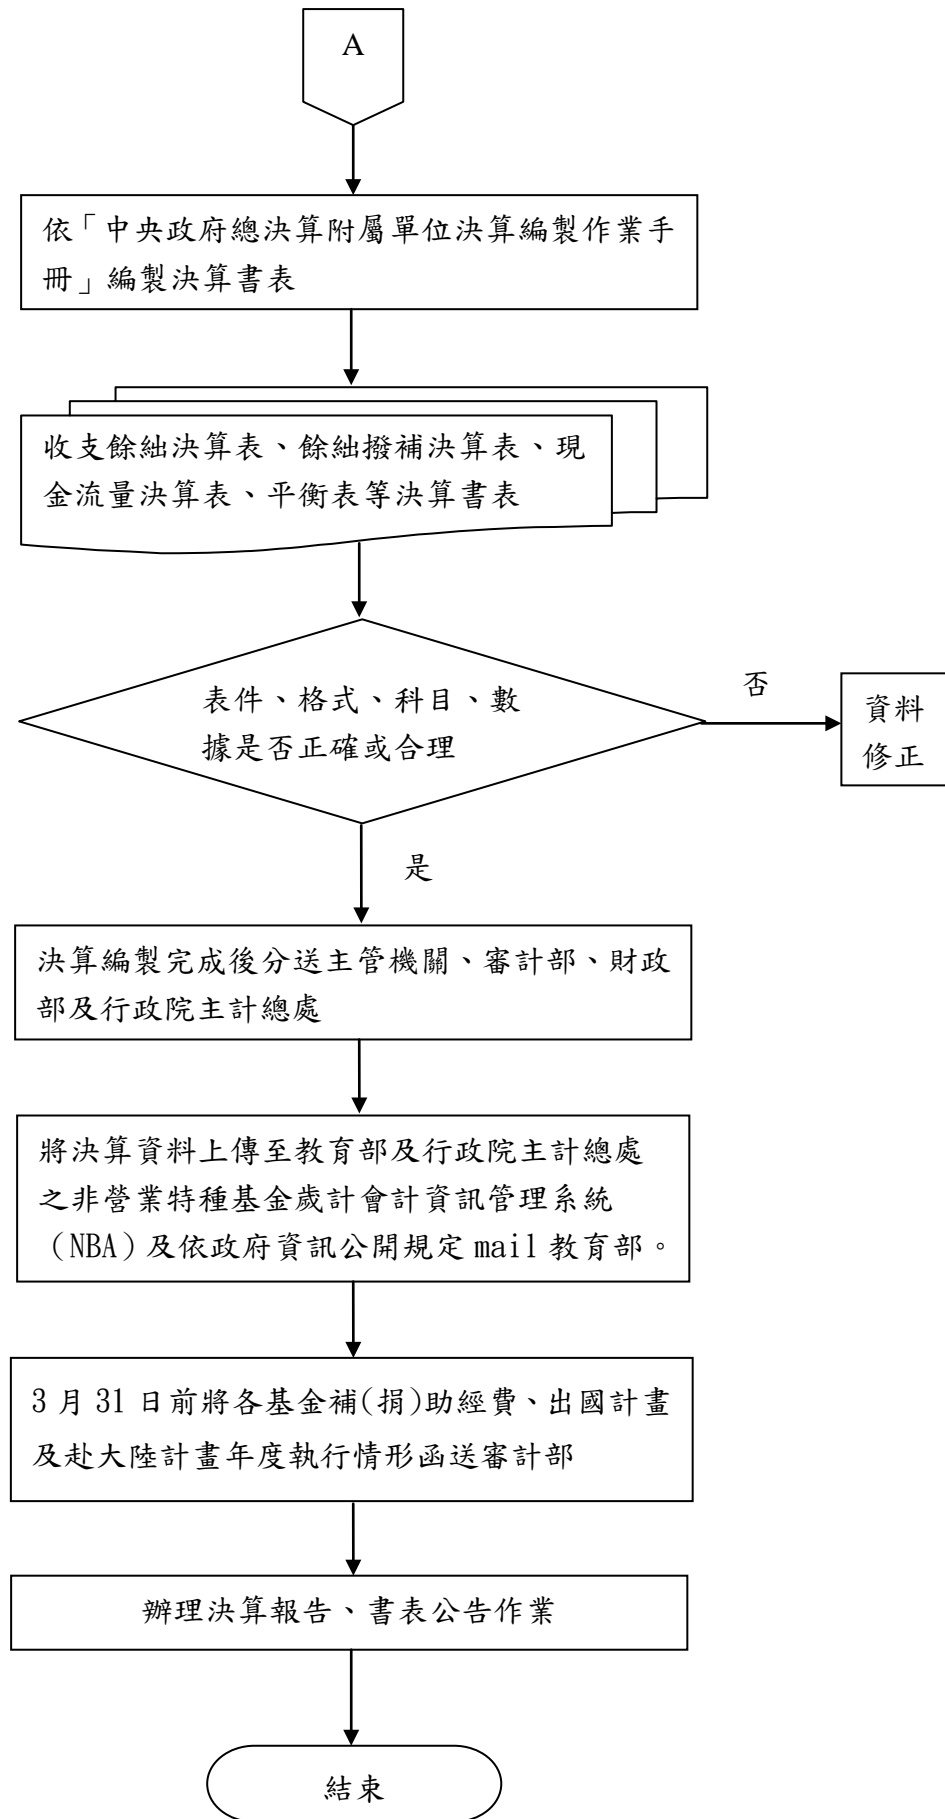 A
依「中央政府總決算附屬單位決算編製作業手
冊」編製決算書表
收支餘絀決算表、餘絀撥補決算表、現
金流量決算表、平衡表等決算書表
表件、格式、科目、數
據是否正確或合理
否
資料
修正
是
決算編製完成後分送主管機關、審計部、財政
部及行政院主計總處
將決算資料上傳至教育部及行政院主計總處
之非營業特種基金歲計會計資訊管理系統
（NBA）及依政府資訊公開規定 mail 教育部。
3 月 31 日前將各基金補(捐)助經費、出國計畫
及赴大陸計畫年度執行情形函送審計部
辦理決算報告、書表公告作業
結束